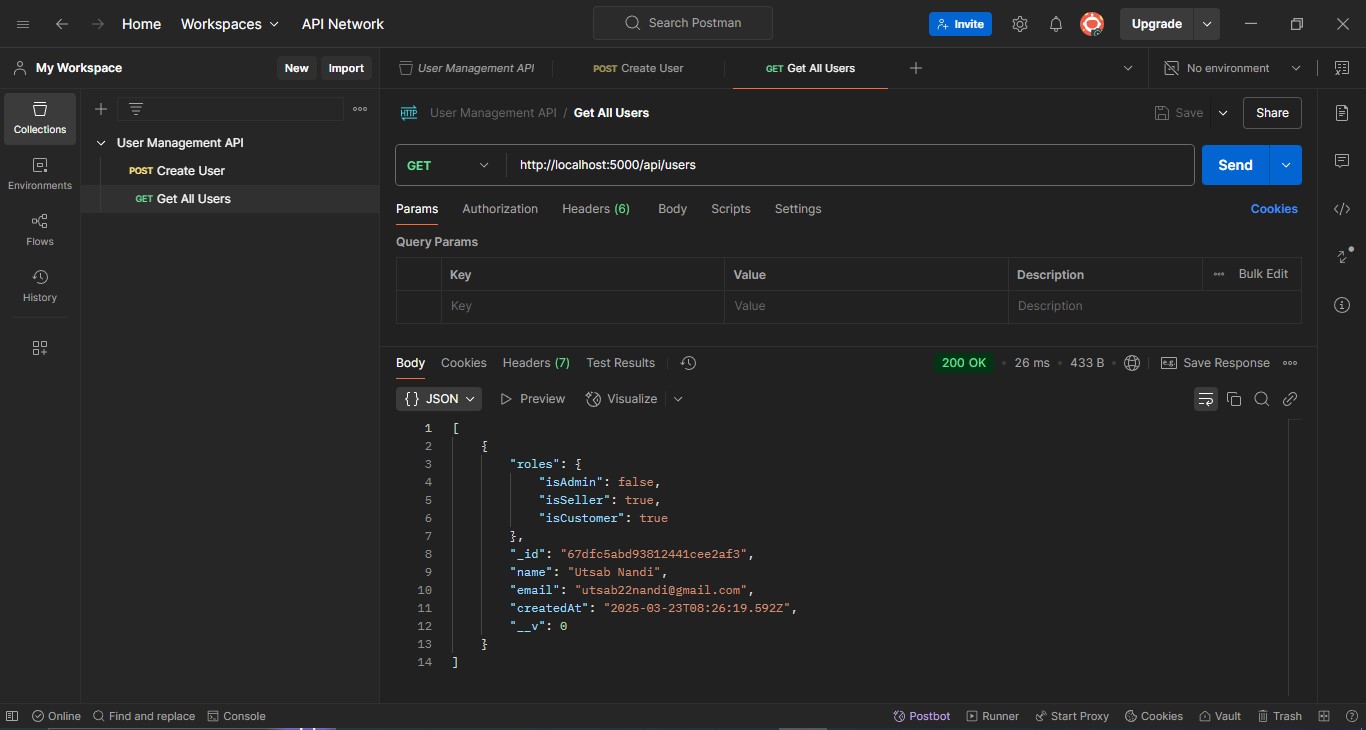 Home Workspaces API Network Search Postman Invite Upgrade
My Workspace New Import User Management API POST Create User GET Get All Users No environment
Collections
Environments
Flows
History
User Management API
POST Create User
GET Get All Users
HTTP User Management API / Get All Users Save Share
GET http://localhost:5000/api/users Send
Params Authorization Headers (6) Body Scripts Settings Cookies
Query Params
Key Value Description Bulk Edit
Key Value Description
Body Cookies Headers (7) Test Results 200 OK • 26 ms • 433 B e.g. Save Response
{} JSON Preview Visualize
1 [
2 {
3 "roles": {
4 "isAdmin": false,
5 "isSeller": true,
6 "isCustomer": true
7 },
8 "_id": "67dfc5abd93812441cee2af3",
9 "name": "Utsab Nandi",
10 "email": "utsab22nandi@gmail.com",
11 "createdAt": "2025-03-23T08:26:19.592Z",
12 "__v": 0
13 }
14 ]
Online Find and replace Console Postbot Runner Start Proxy Cookies Vault Trash